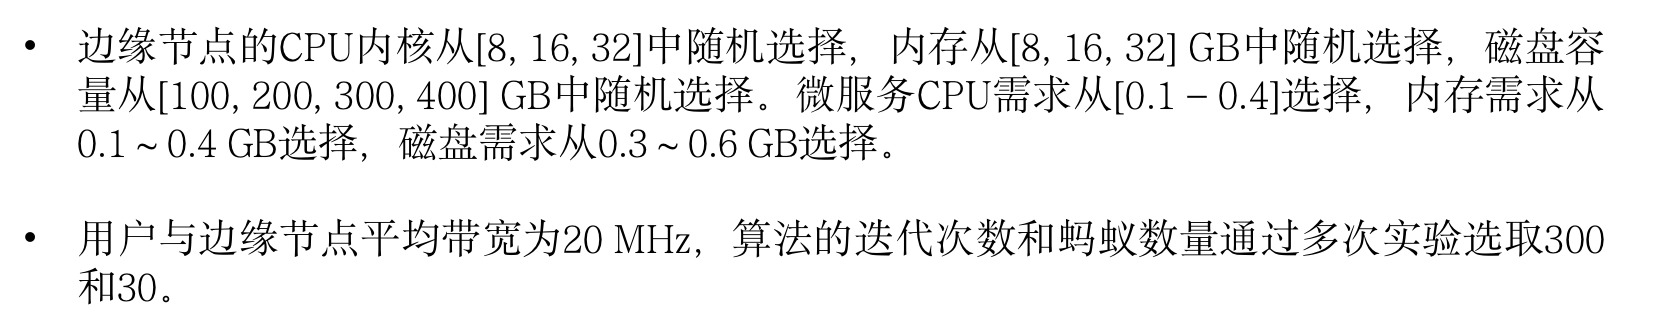 • 边缘节点的CPU内核从[8, 16, 32]中随机选择，内存从[8, 16, 32] GB中随机选择，磁盘容
量从[100, 200, 300, 400] GB中随机选择。微服务CPU需求从[0.1 – 0.4]选择，内存需求从
0.1 ~ 0.4 GB选择，磁盘需求从0.3 ~ 0.6 GB选择。
• 用户与边缘节点平均带宽为20 MHz，算法的迭代次数和蚂蚁数量通过多次实验选取300
和30。